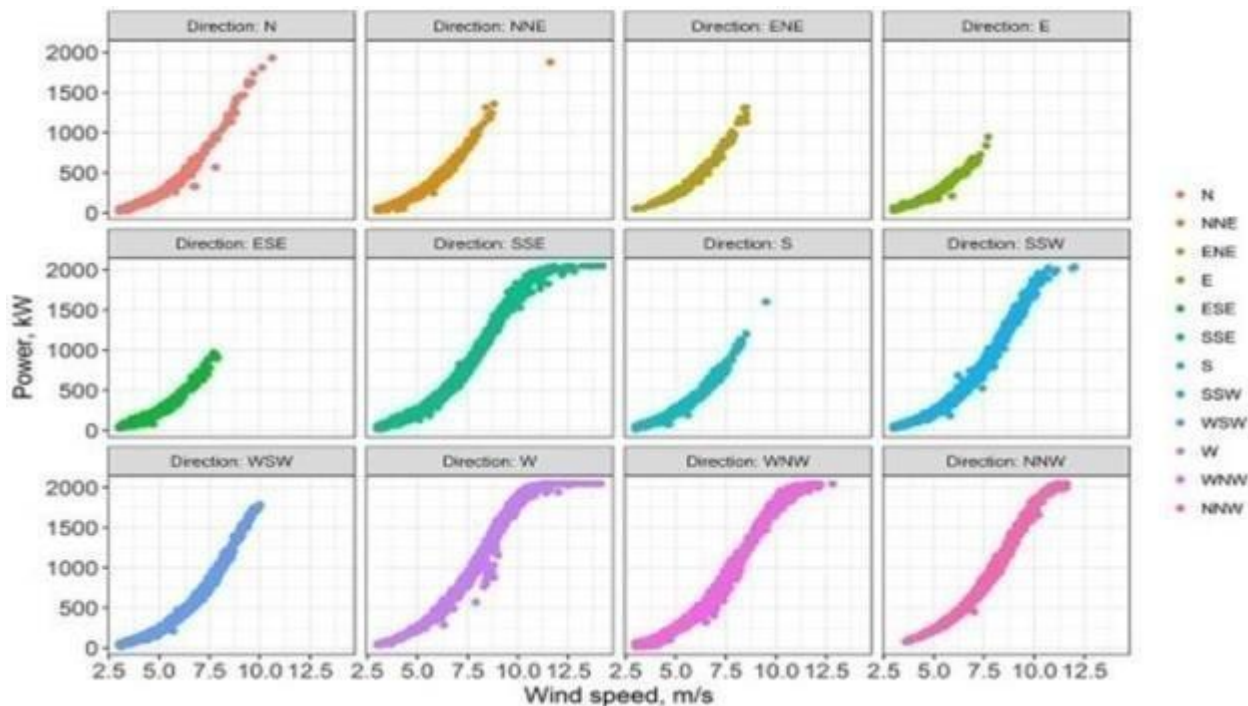 Direction: N Direction: NNE Direction: ENE Direction: E
2000
1500
1000
500
0
Direction: ESE Direction: SSE Direction: S Direction: SSW
2000
1500
1000
500
0
Direction: WSW Direction: W Direction: WNW Direction: NNW
2000
1500
1000
500
0
2.5 5.0 7.5 10.0 12.5 2.5 5.0 7.5 10.0 12.5 2.5 5.0 7.5 10.0 12.5 2.5 5.0 7.5 10.0 12.5
Wind speed, m/s
Power, kW
N
NNE
ENE
E
ESE
SSE
S
SSW
WSW
W
WNW
NNW